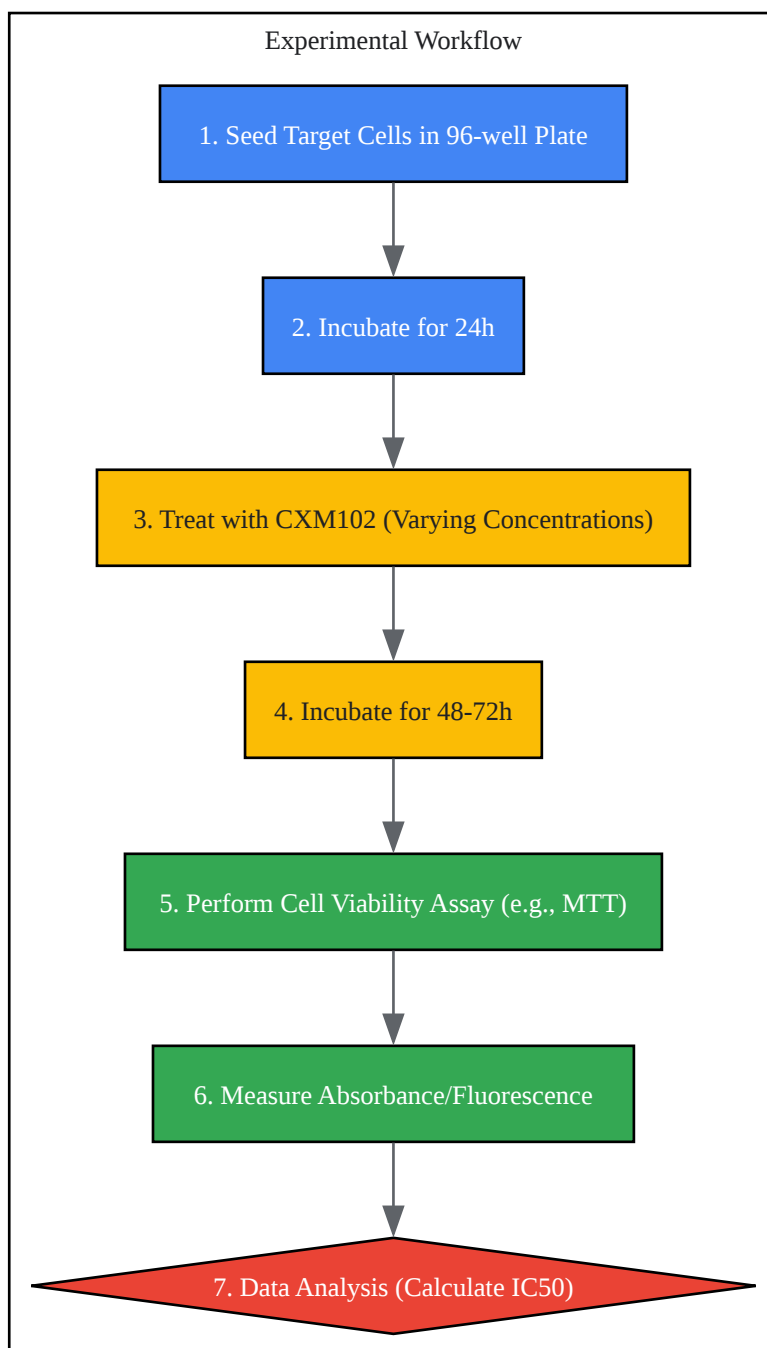 Experimental Workflow
1. Seed Target Cells in 96-well Plate
2. Incubate for 24h
3. Treat with CXM102 (Varying Concentrations)
4. Incubate for 48-72h
5. Perform Cell Viability Assay (e.g., MTT)
6. Measure Absorbance/Fluorescence
7. Data Analysis (Calculate IC50)